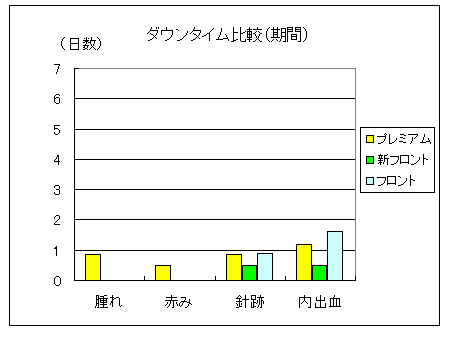 ダウンタイム比較(期間)
(日数)
7
6
5
4
3
2
1
0
腫れ 赤み 針跡 内出血
プレミアム
新フロント
フロント